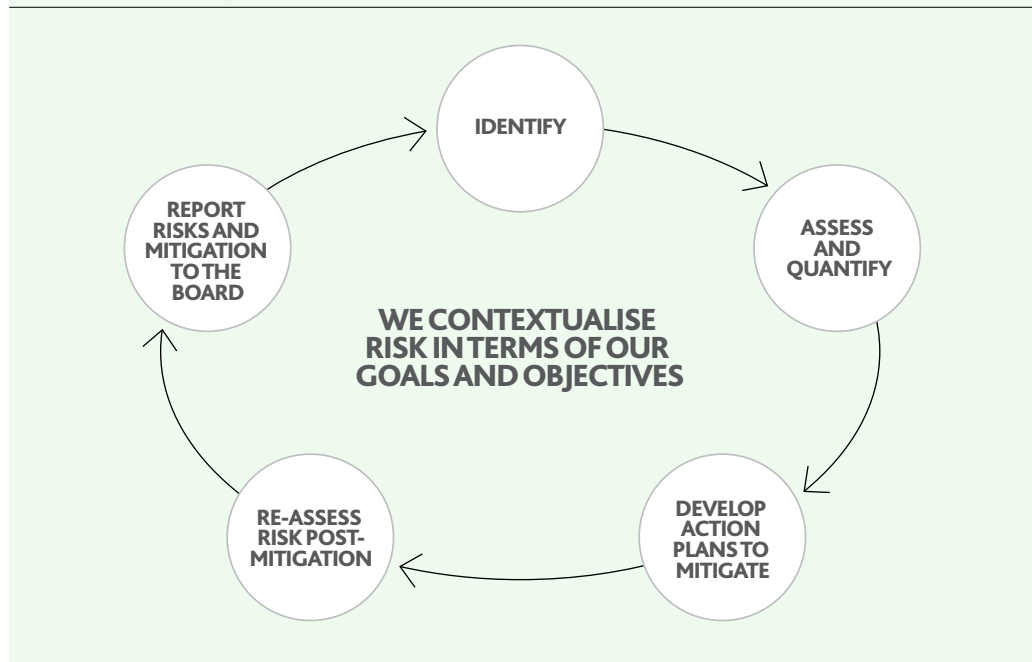 IDENTIFY
ASSESS
AND
QUANTIFY
DEVELOP
ACTION
PLANS TO
MITIGATE
RE-ASSESS
RISK POST-
MITIGATION
REPORT
RISKS AND
MITIGATION
TO THE
BOARD
WE CONTEXTUALISE
RISK IN TERMS OF OUR
GOALS AND OBJECTIVES